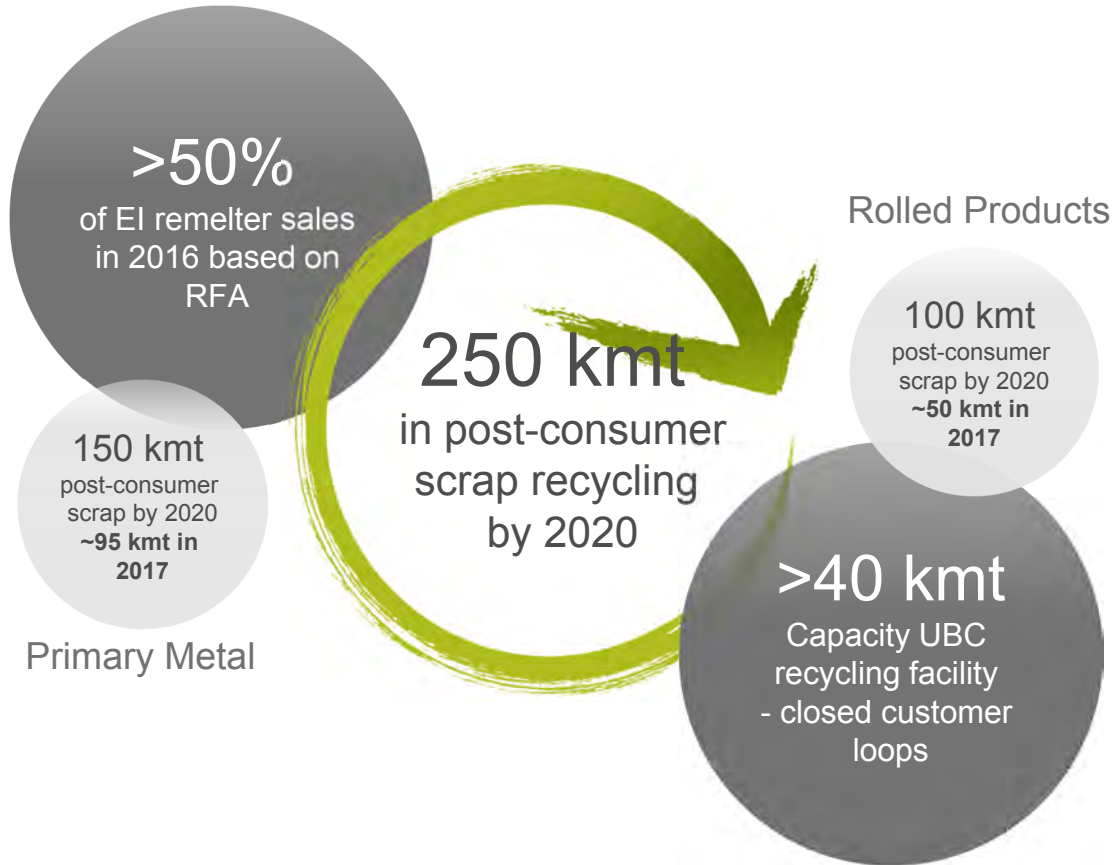 >50%
of EI remelter sales
in 2016 based on
RFA
150 kmt
post-consumer
scrap by 2020
~95 kmt in
2017
Primary Metal
250 kmt
in post-consumer
scrap recycling
by 2020
Rolled Products
100 kmt
post-consumer
scrap by 2020
~50 kmt in
2017
>40 kmt
Capacity UBC
recycling facility
- closed customer
loops